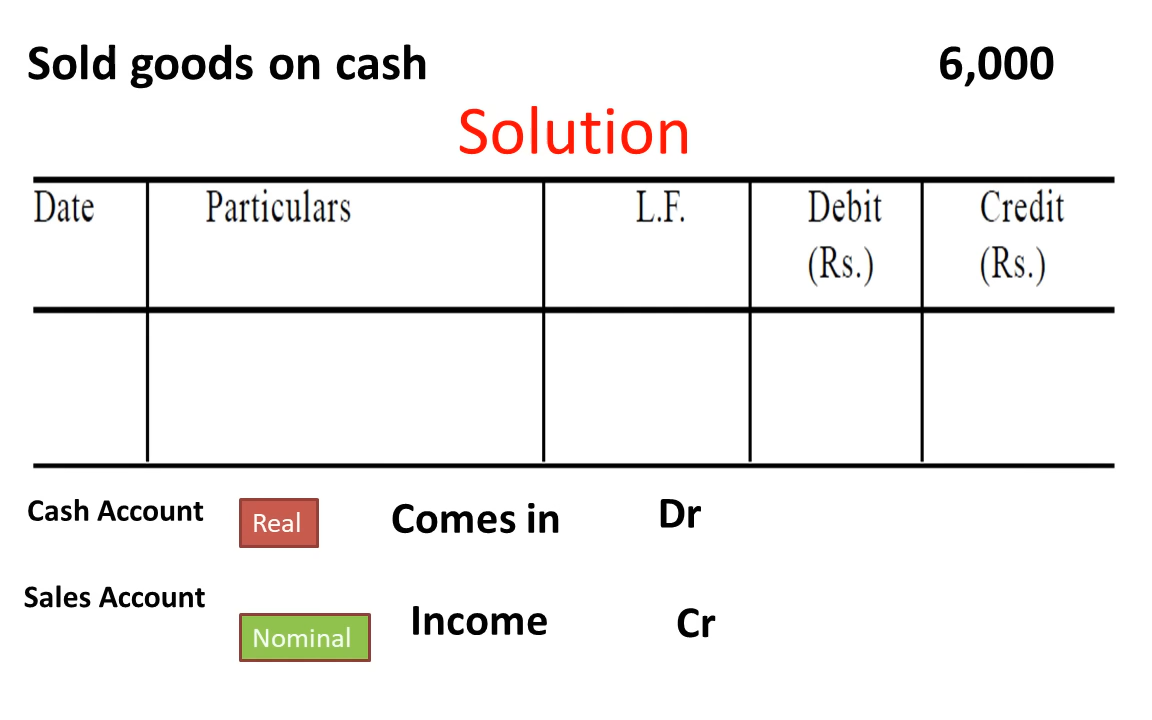 Sold goods on cash 6,000
Solution
Date Particulars L.F. Debit Credit
(Rs.) (Rs.)
Cash Account Real Comes in Dr
Sales Account
Nominal Income Cr